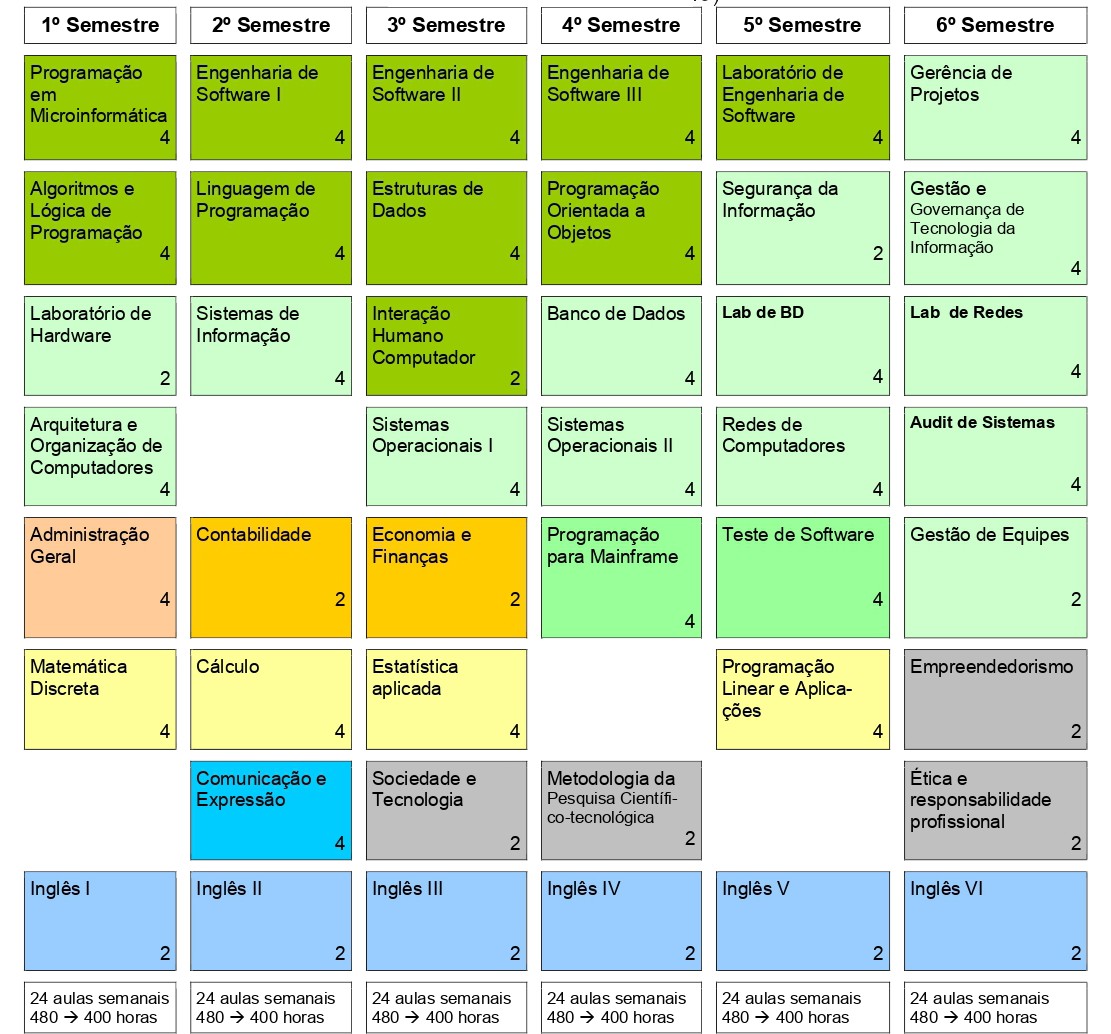 1º Semestre
2º Semestre
3º Semestre
4º Semestre
5º Semestre
6º Semestre
Programação
em
Microinformática
4
Engenharia de
Software I
4
Engenharia de
Software II
4
Engenharia de
Software III
4
Laboratório de
Engenharia de
Software
4
Gerência de
Projetos
4
Algoritmos e
Lógica de
Programação
4
Linguagem de
Programação
4
Estruturas de
Dados
4
Programação
Orientada a
Objetos
4
Segurança da
Informação
2
Gestão e
Governança de
Tecnologia da
Informação
4
Laboratório de
Hardware
2
Sistemas de
Informação
4
Interação
Humano
Computador
2
Banco de Dados
4
Lab de BD
4
Lab de Redes
4
Arquitetura e
Organização de
Computadores
4
Sistemas
Operacionais I
4
Sistemas
Operacionais II
4
Redes de
Computadores
4
Audit de Sistemas
4
Administração
Geral
4
Contabilidade
2
Economia e
Finanças
2
Programação
para Mainframe
4
Teste de Software
4
Gestão de Equipes
2
Matemática
Discreta
4
Cálculo
4
Estatística
aplicada
4
Programação
Linear e Aplica-
ções
4
Empreendedorismo
2
Comunicação e
Expressão
4
Sociedade e
Tecnologia
2
Metodologia da
Pesquisa Científi-
co-tecnológica
2
Ética e
responsabilidade
profissional
2
Inglês I
2
Inglês II
2
Inglês III
2
Inglês IV
2
Inglês V
2
Inglês VI
2
24 aulas semanais
480 → 400 horas
24 aulas semanais
480 → 400 horas
24 aulas semanais
480 → 400 horas
24 aulas semanais
480 → 400 horas
24 aulas semanais
480 → 400 horas
24 aulas semanais
480 → 400 horas